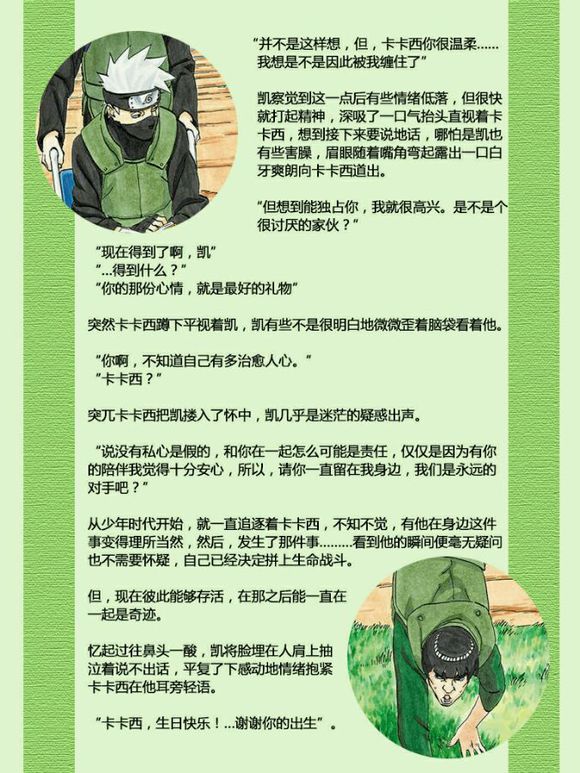 “并不是这样想，但，卡卡西你很温柔……
我想是不是因此被我缠住了”
凯察觉到这一点后有些情绪低落，但很快
就打起精神，深吸了一口气抬头直视着卡
卡西，想到接下来要说地话，哪怕是凯也
有些害臊，眉眼随着嘴角弯起露出一口白
牙爽朗向卡卡西道出。
“但想到能独占你，我就很高兴。是不是个
很讨厌的家伙？”
“现在得到了啊，凯”
“...得到什么？”
“你的那份心情，就是最好的礼物”
突然卡卡西蹲下平视着凯，凯有些不是很明白地微微歪着脑袋看着他。
“你啊，不知道自己有多治愈人心。”
“卡卡西？”
突兀卡卡西把凯搂入了怀中，凯几乎是迷茫的疑惑出声。
“说没有私心是假的，和你在一起怎么可能是责任，仅仅是因为有你
的陪伴我觉得十分安心，所以，请你一直留在我身边，我们是永远的
对手吧？”
从少年时代开始，就一直追逐着卡卡西，不知不觉，有他在身边这件
事变得理所当然，然后，发生了那件事………看到他的瞬间便毫无疑问
也不需要怀疑，自己已经决定拼上生命战斗。
但，现在彼此能够存活，在那之后能一直在
一起是奇迹。
忆起过往鼻头一酸，凯将脸埋在人肩上抽
泣着说不出话，平复了下感动地情绪抱紧
卡卡西在他耳旁轻语。
“卡卡西，生日快乐！...谢谢你的出生”。